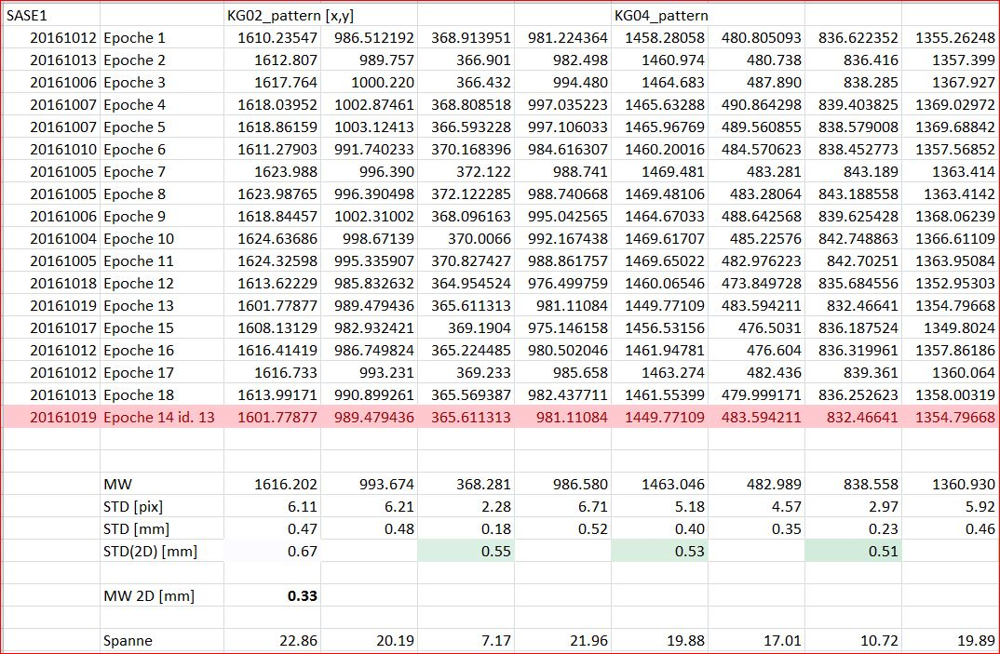 SASE1 KG02_pattern [x,y] KG04_pattern
20161012 Epoche 1 1610.23547 986.512192 368.913951 981.224364 1458.28058 480.805093 836.622352 1355.26248
20161013 Epoche 2 1612.807 989.757 366.901 982.498 1460.974 480.738 836.416 1357.399
20161006 Epoche 3 1617.764 1000.220 366.432 994.480 1464.683 487.890 838.285 1367.927
20161007 Epoche 4 1618.03952 1002.87461 368.808518 997.035223 1465.63288 490.864298 839.403825 1369.02972
20161007 Epoche 5 1618.86159 1003.12413 366.593228 997.106033 1465.96769 489.560855 838.579008 1369.68842
20161010 Epoche 6 1611.27903 991.740233 370.168396 984.616307 1460.20016 484.570623 838.452773 1357.56852
20161005 Epoche 7 1623.988 996.390 372.122 988.741 1469.481 483.281 843.189 1363.414
20161005 Epoche 8 1623.98765 996.390498 372.122285 988.740668 1469.48106 483.28064 843.188558 1363.4142
20161006 Epoche 9 1618.84457 1002.31002 368.096163 995.042565 1464.67033 488.642568 839.625428 1368.06239
20161004 Epoche 10 1624.63686 998.67139 370.0066 992.167438 1469.61707 485.22576 842.748863 1366.61109
20161005 Epoche 11 1624.32598 995.335907 370.827427 988.861757 1469.65022 482.976223 842.70251 1363.95084
20161018 Epoche 12 1613.62229 985.832632 364.954524 976.499759 1460.06546 473.849728 835.684556 1352.95303
20161019 Epoche 13 1601.77877 989.479436 365.611313 981.11084 1449.77109 483.594211 832.46641 1354.79668
20161017 Epoche 15 1608.13129 982.932421 369.1904 975.146158 1456.53156 476.5031 836.187524 1349.8024
20161012 Epoche 16 1616.41419 986.749824 365.224485 980.502046 1461.94781 476.604 836.319961 1357.86186
20161012 Epoche 17 1616.733 993.231 369.233 985.658 1463.274 482.436 839.361 1360.064
20161013 Epoche 18 1613.99171 990.899261 365.569387 982.437711 1461.55399 479.999171 836.252623 1358.00319
20161019 Epoche 14 id. 13 1601.77877 989.479436 365.611313 981.11084 1449.77109 483.594211 832.46641 1354.79668
MW 1616.202 993.674 368.281 986.580 1463.046 482.989 838.558 1360.930
STD [pix] 6.11 6.21 2.28 6.71 5.18 4.57 2.97 5.92
STD [mm] 0.47 0.48 0.18 0.52 0.40 0.35 0.23 0.46
STD(2D) [mm] 0.67 0.55 0.53 0.51
MW 2D [mm] 0.33
Spanne 22.86 20.19 7.17 21.96 19.88 17.01 10.72 19.89